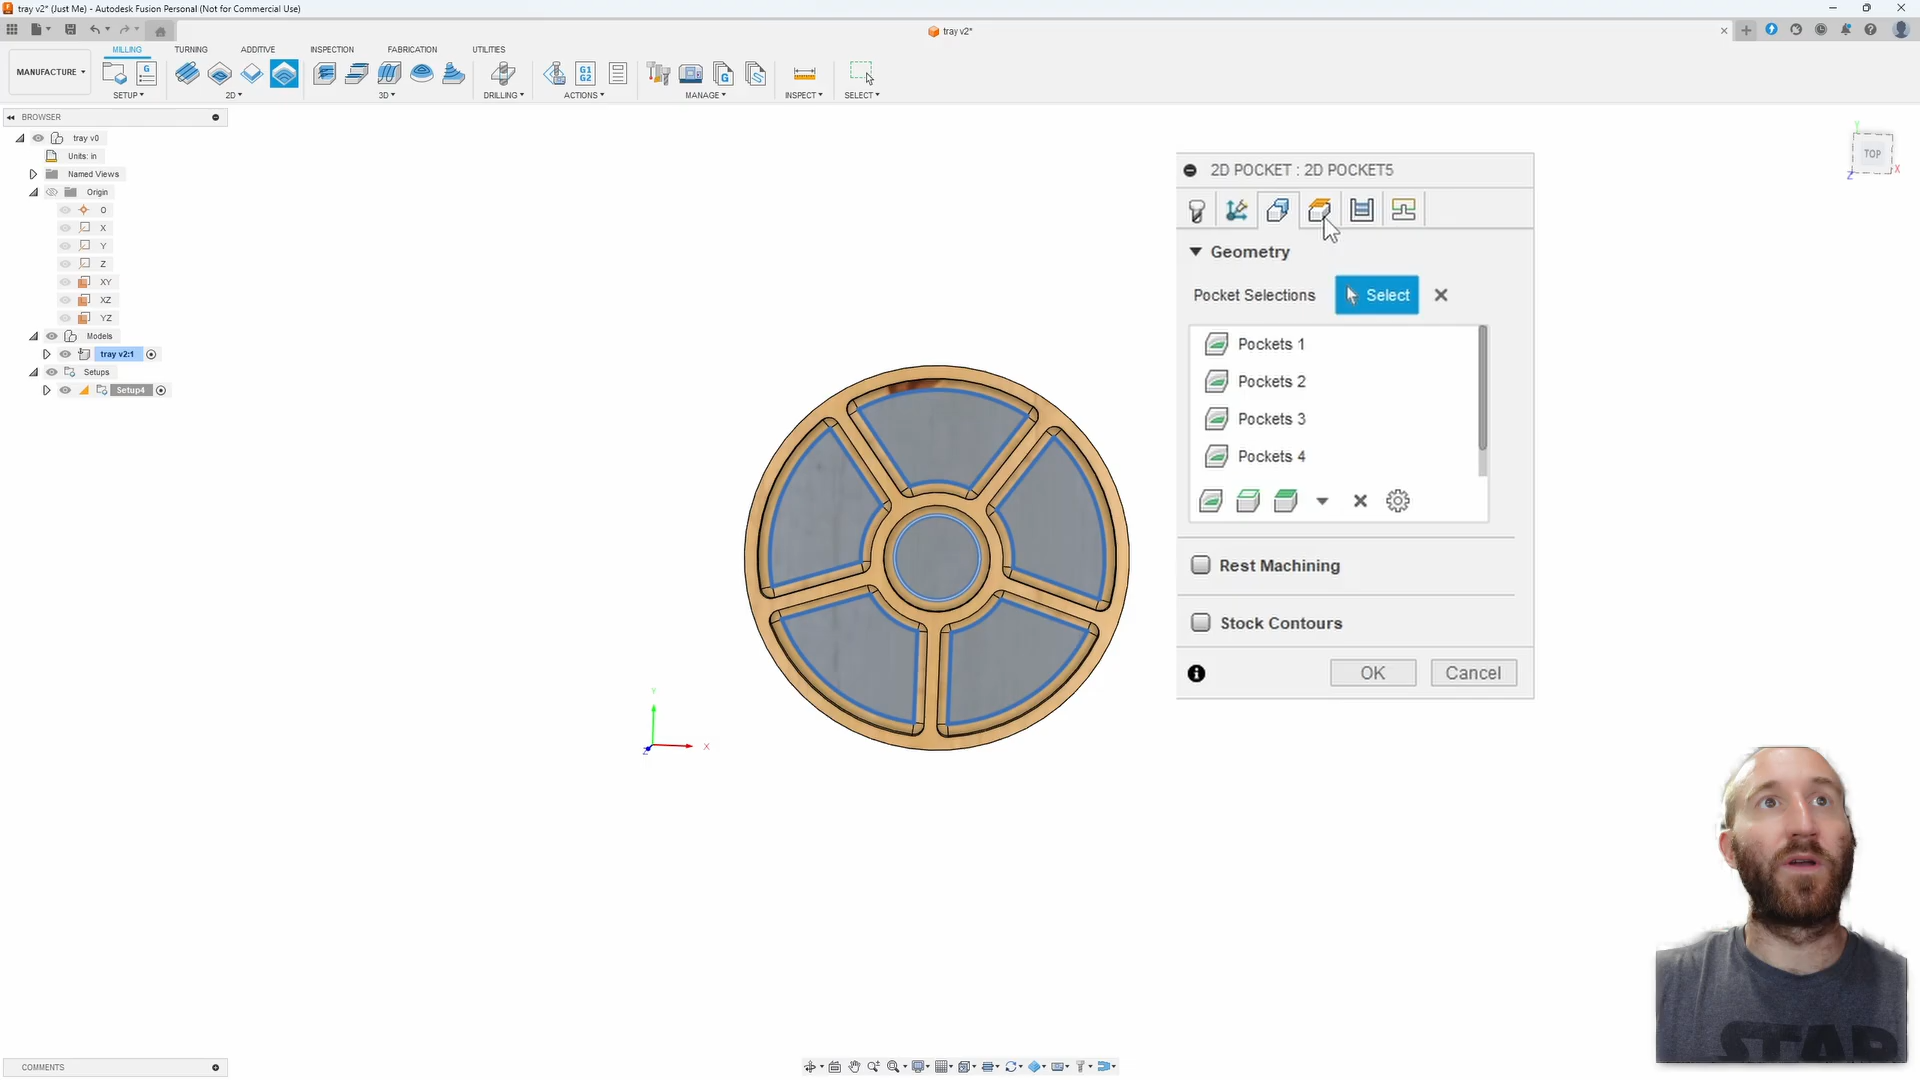 tray v2* (Just Me) - Autodesk Fusion Personal (Not for Commercial Use)
tray v2*
MILLING TURNING ADDITIVE INSPECTION FABRICATION UTILITIES
MANUFACTURE
G1
G2
SETUP 2D 3D DRILLING ACTIONS MANAGE INSPECT SELECT
BROWSER
tray v0
Units: in
Named Views
Origin
O
X
Y
Z
XY
XZ
YZ
Models
tray v2:1
Setups
Setup4
Y
TOP
X
Z
2D POCKET : 2D POCKET5
Geometry
Pocket Selections Select
Pockets 1
Pockets 2
Pockets 3
Pockets 4
Rest Machining
Stock Contours
OK Cancel
Y
X
Z
STAR
COMMENTS